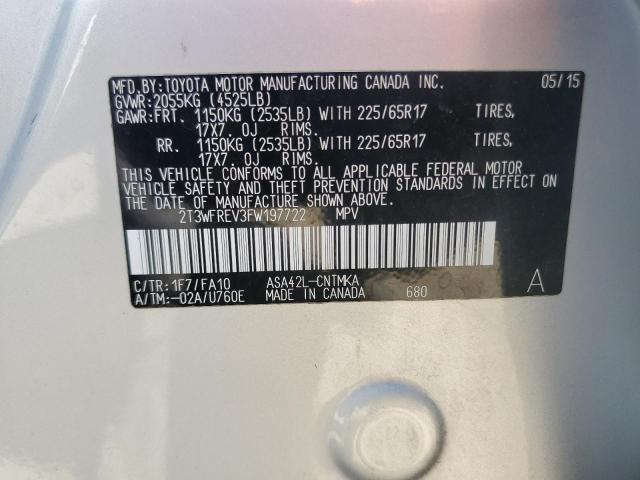 MFD.BY:TOYOTA MOTOR MANUFACTURING CANADA INC. 05/15
GVWR:2055KG (4525LB)
GAWR:FRT. 1150KG (2535LB) WITH 225/65R17 TIRES,
17X7.0J RIMS.
RR. 1150KG (2535LB) WITH 225/65R17 TIRES,
17X7.0J RIMS.
THIS VEHICLE CONFORMS TO ALL APPLICABLE FEDERAL MOTOR
VEHICLE SAFETY AND THEFT PREVENTION STANDARDS IN EFFECT ON
THE DATE OF MANUFACTURE SHOWN ABOVE.
2T3WFREV3FW197722 MPV
C/TR:1F7/FA10 ASA42L-CNTMKA
A/TM:-02A/U760E MADE IN CANADA 680 A